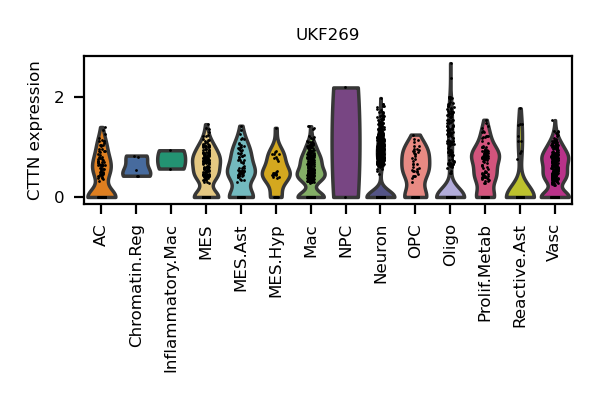 UKF269
CTTN expression
2
0
AC
Chromatin.Reg
Inflammatory.Mac
MES
MES.Ast
MES.Hyp
Mac
NPC
Neuron
OPC
Oligo
Prolif.Metab
Reactive.Ast
Vasc